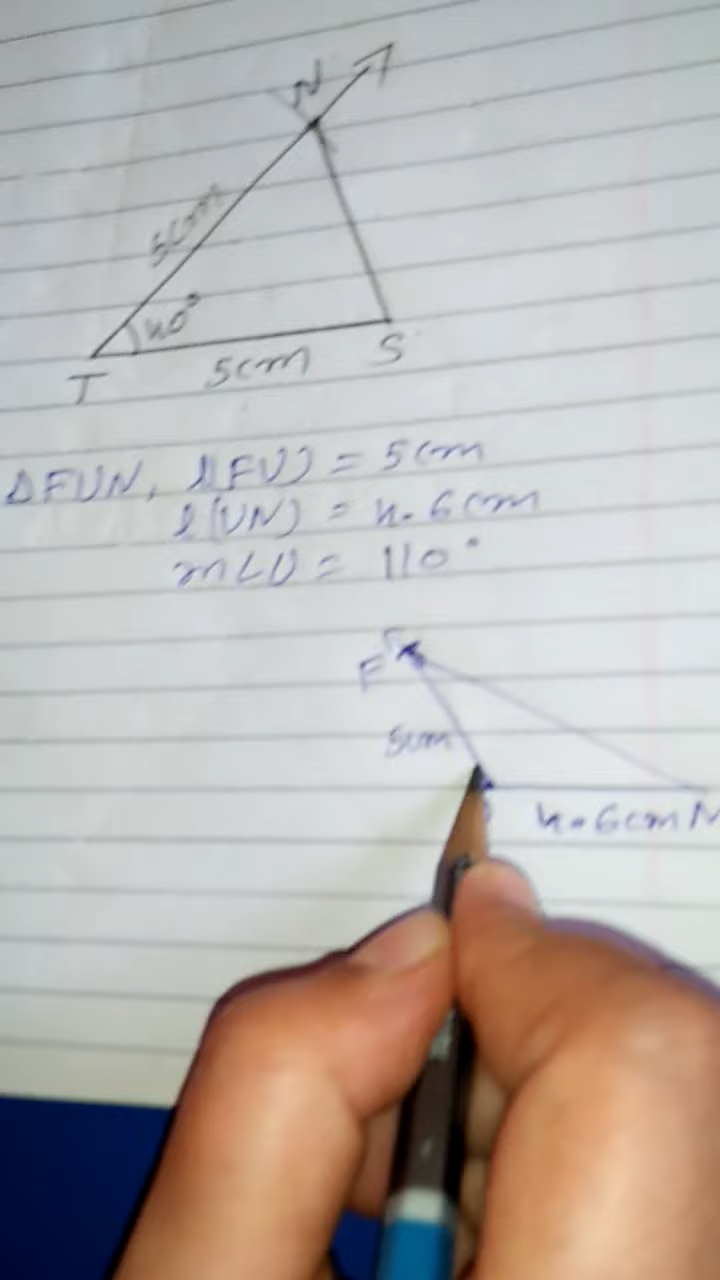 N
5cm
40°
T 5cm S
ΔFUN, l(FU) = 5cm
l(UN) = 4.6cm
m∠U = 110°
F
5cm
4.6cm N